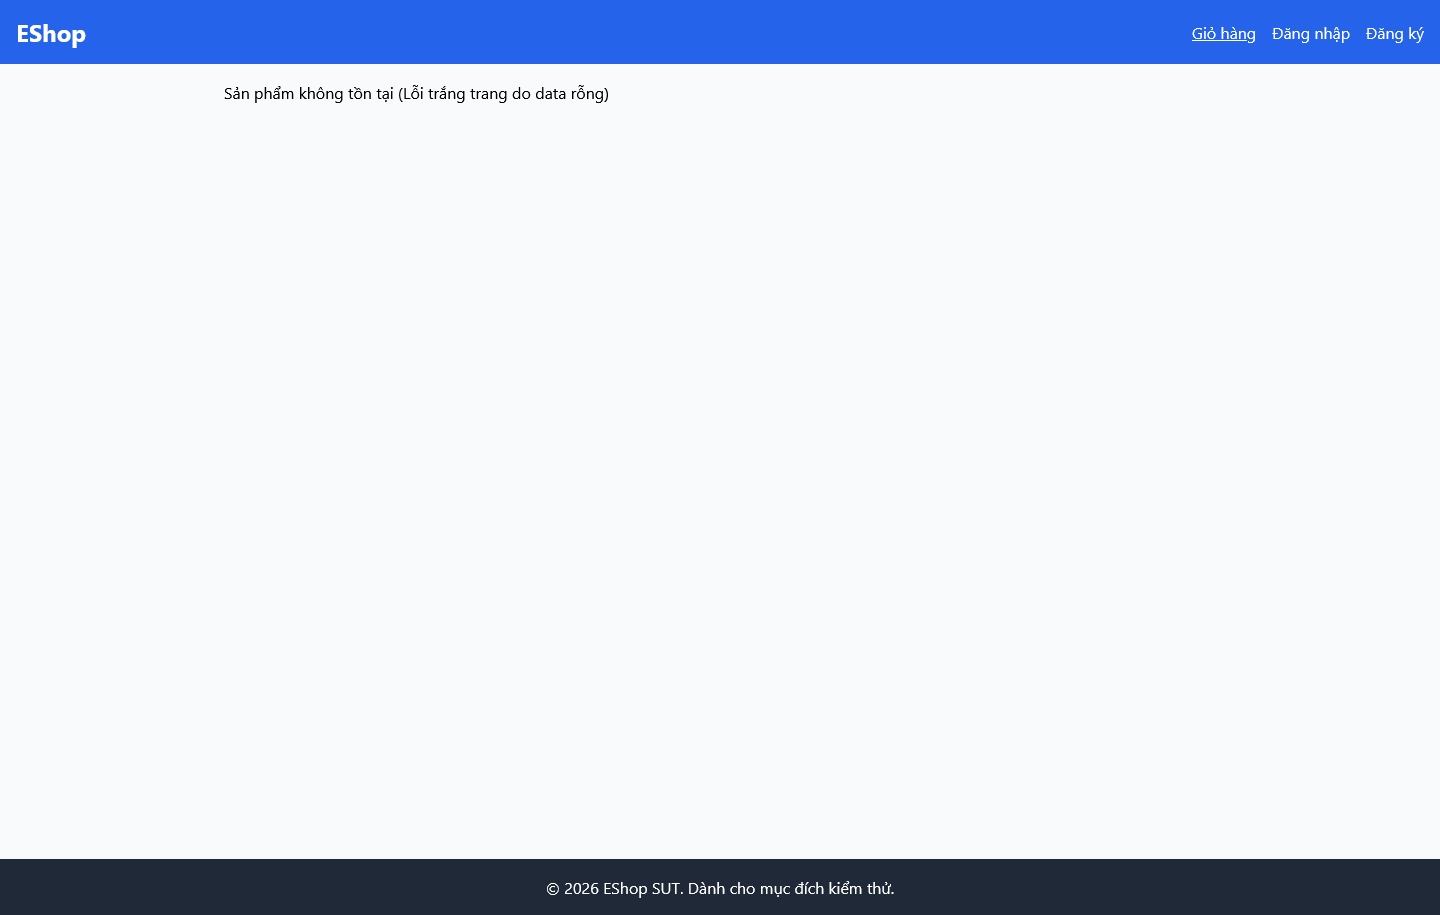 EShop
Giỏ hàng Đăng nhập Đăng ký
Sản phẩm không tồn tại (Lỗi trắng trang do data rỗng)
© 2026 EShop SUT. Dành cho mục đích kiểm thử.